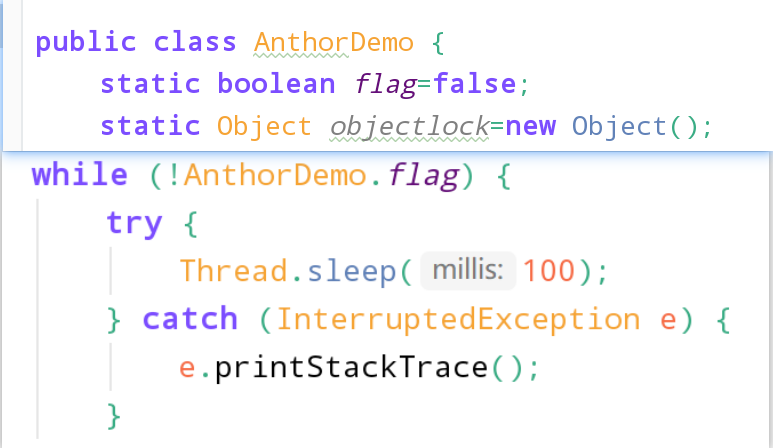 public class AnthorDemo {
static boolean flag=false;
static Object objectlock=new Object();
while (!AnthorDemo.flag) {
try {
Thread.sleep( millis: 100);
} catch (InterruptedException e) {
e.printStackTrace();
}